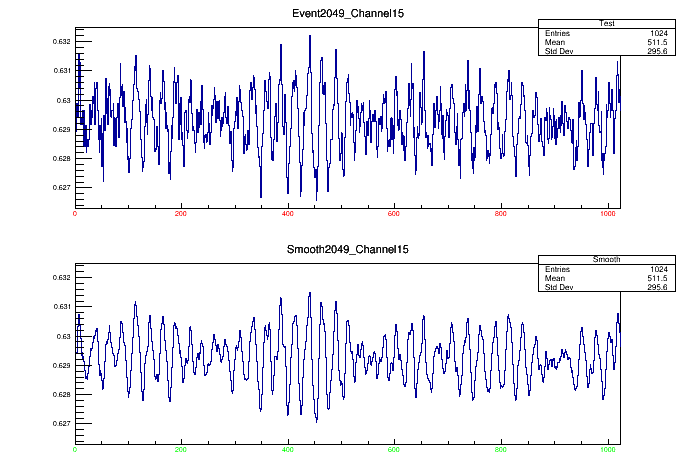 Event2049_Channel15
Test
Entries 1024
Mean 511.5
Std Dev 295.6
0.632
0.631
0.63
0.629
0.628
0.627
0 200 400 600 800 1000
Smooth2049_Channel15
Smooth
Entries 1024
Mean 511.5
Std Dev 295.6
0.632
0.631
0.63
0.629
0.628
0.627
0 200 400 600 800 1000